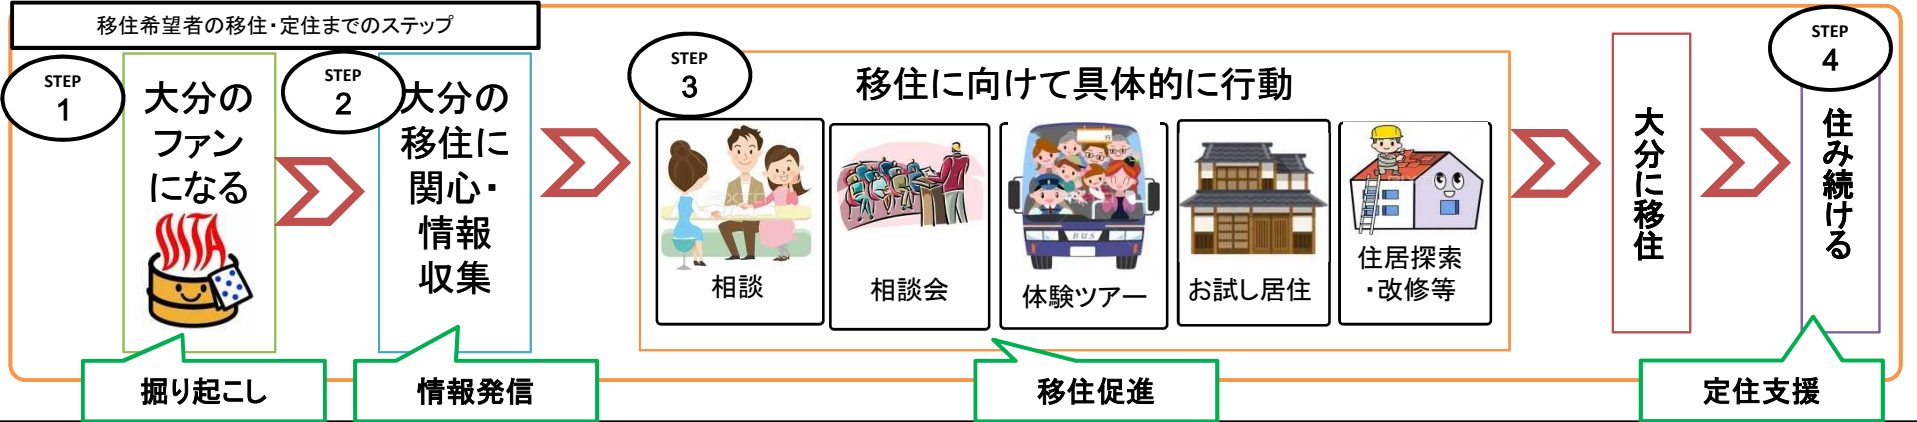 移住希望者の移住・定住までのステップ
STEP
1
大分の
ファン
になる
OITA
STEP
2
大分の
移住に
関心・
情報
収集
STEP
3
移住に向けて具体的に行動
相談
相談会
BUS
体験ツアー
お試し居住
住居探索
・改修等
大分に移住
STEP
4
住み続ける
掘り起こし
情報発信
移住促進
定住支援